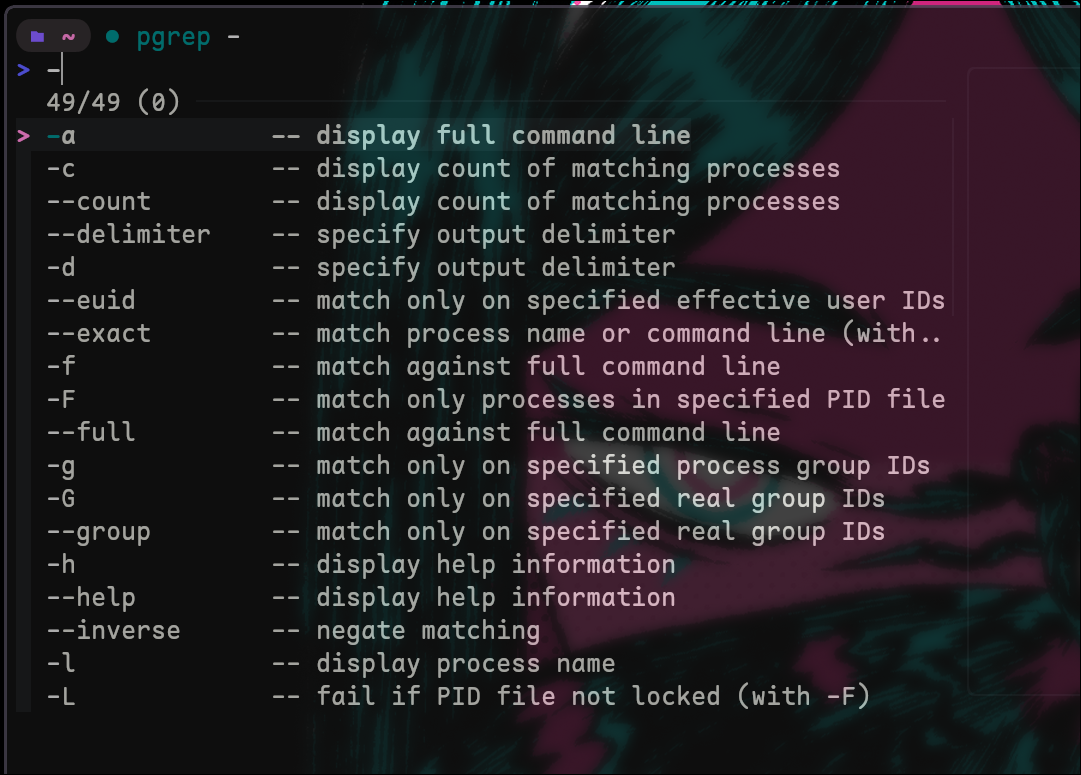 ~ ● pgrep -
> -
49/49 (0)
> -a -- display full command line
-c -- display count of matching processes
--count -- display count of matching processes
--delimiter -- specify output delimiter
-d -- specify output delimiter
--euid -- match only on specified effective user IDs
--exact -- match process name or command line (with..
-f -- match against full command line
-F -- match only processes in specified PID file
--full -- match against full command line
-g -- match only on specified process group IDs
-G -- match only on specified real group IDs
--group -- match only on specified real group IDs
-h -- display help information
--help -- display help information
--inverse -- negate matching
-l -- display process name
-L -- fail if PID file not locked (with -F)